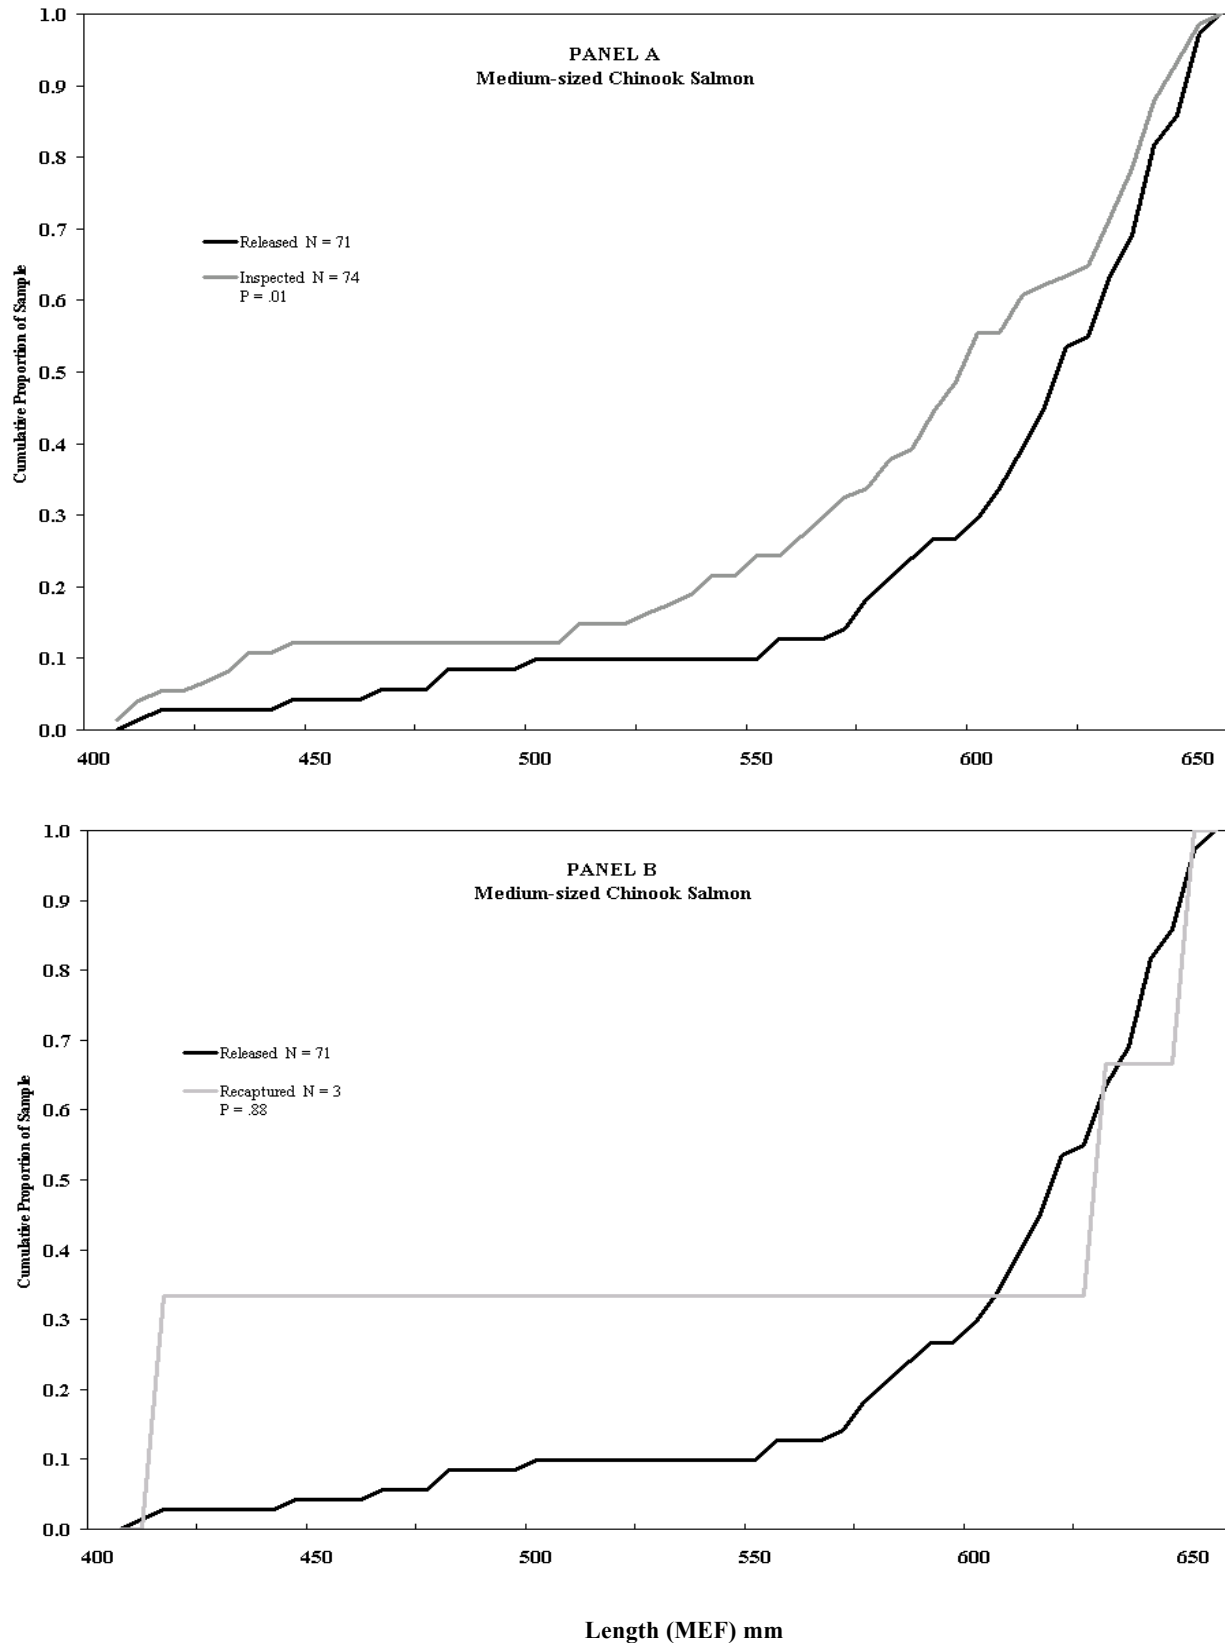 PANEL A
Medium-sized Chinook Salmon
1.0
0.9
0.8
0.7
0.6
0.5
0.4
0.3
0.2
0.1
0.0
Cumulative Proportion of Sample
Released N = 71
Inspected N = 74
P = .01
400 450 500 550 600 650
PANEL B
Medium-sized Chinook Salmon
1.0
0.9
0.8
0.7
0.6
0.5
0.4
0.3
0.2
0.1
0.0
Cumulative Proportion of Sample
Released N = 71
Recaptured N = 3
P = .88
400 450 500 550 600 650
Length (MEF) mm